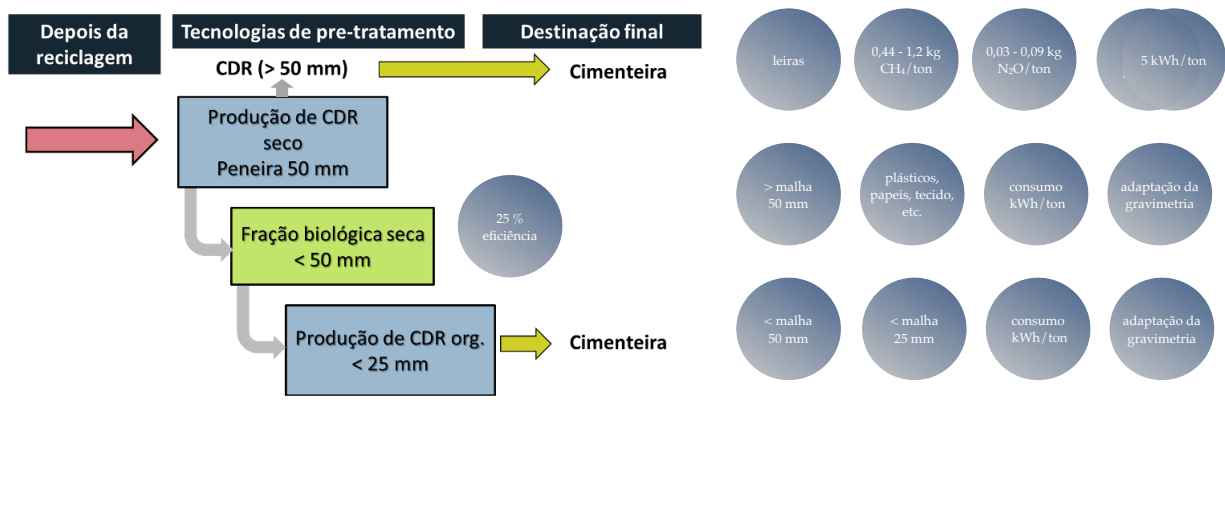 Depois da
reciclagem
Tecnologias de pre-tratamento
Destinação final
CDR (> 50 mm)
Cimenteira
Produção de CDR
seco
Peneira 50 mm
Fração biológica seca
< 50 mm
25 %
eficiência
Produção de CDR org.
< 25 mm
Cimenteira
leiras
0,44 - 1,2 kg
CH₄/ton
0,03 - 0,09 kg
N₂O/ton
5 kWh/ton
> malha
50 mm
plásticos,
papeis, tecido,
etc.
consumo
kWh/ton
adaptação da
gravimetria
< malha
50 mm
< malha
25 mm
consumo
kWh/ton
adaptação da
gravimetria